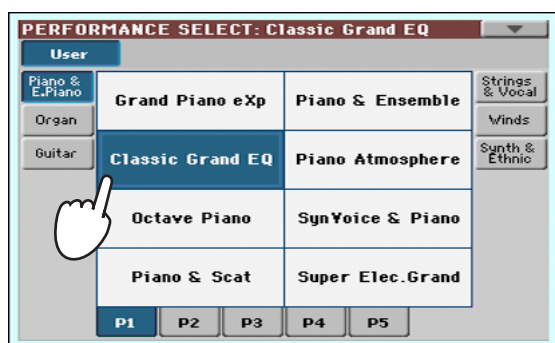 PERFORMANCE SELECT: Classic Grand EQ
User
Piano &
E.Piano
Organ
Guitar
Grand Piano eXp
Piano & Ensemble
Classic Grand EQ
Piano Atmosphere
Octave Piano
SynVoice & Piano
Piano & Scat
Super Elec.Grand
Strings
& Vocal
Winds
Synth &
Ethnic
P1 P2 P3 P4 P5